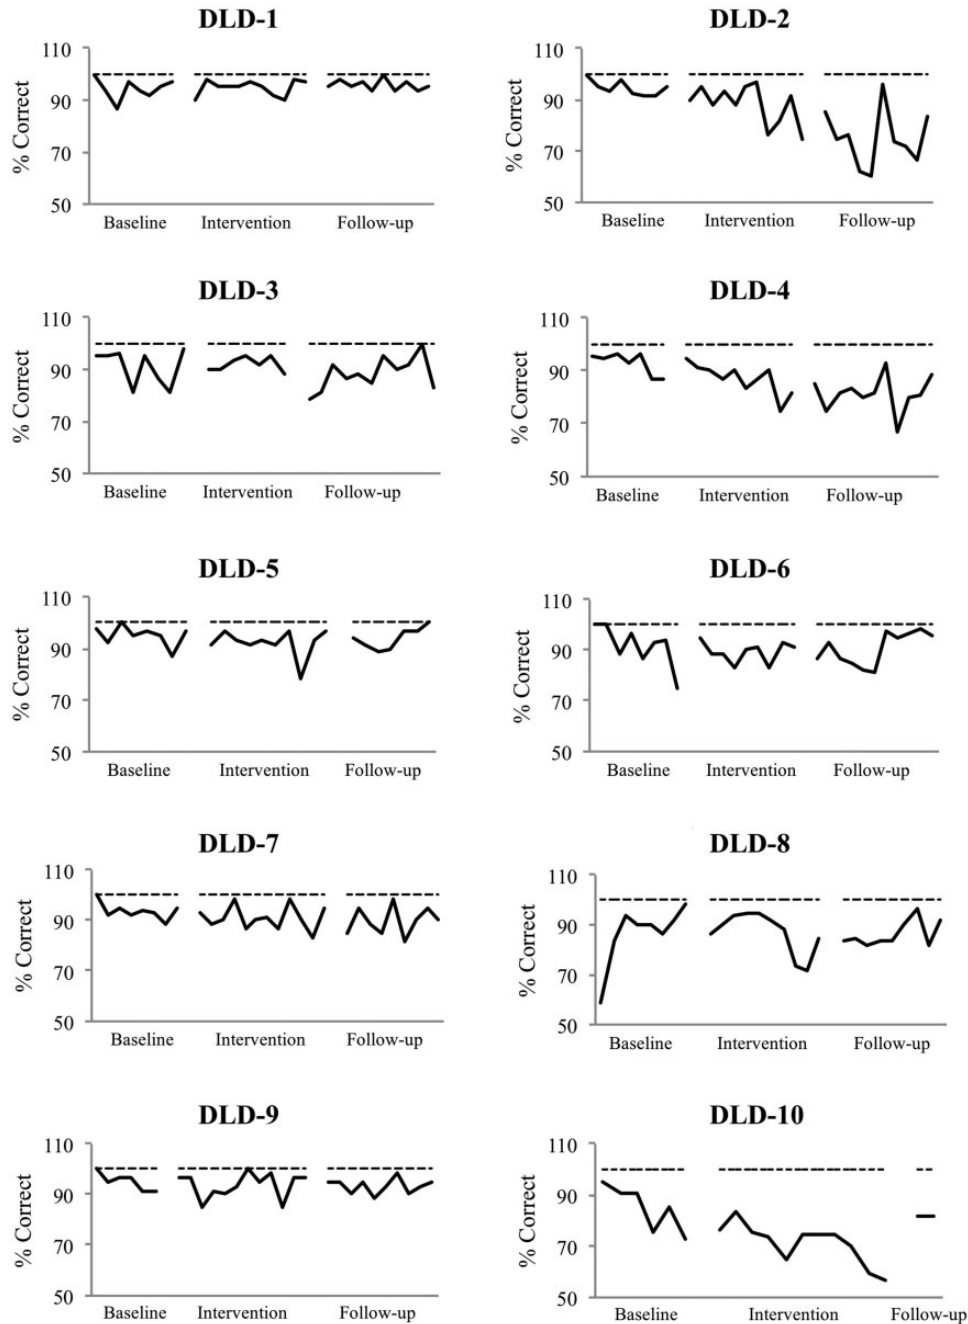 DLD-1
110
90
70
50
% Correct
Baseline Intervention Follow-up
DLD-2
110
90
70
50
% Correct
Baseline Intervention Follow-up
DLD-3
110
90
70
50
% Correct
Baseline Intervention Follow-up
DLD-4
110
90
70
50
% Correct
Baseline Intervention Follow-up
DLD-5
110
90
70
50
% Correct
Baseline Intervention Follow-up
DLD-6
110
90
70
50
% Correct
Baseline Intervention Follow-up
DLD-7
110
90
70
50
% Correct
Baseline Intervention Follow-up
DLD-8
110
90
70
50
% Correct
Baseline Intervention Follow-up
DLD-9
110
90
70
50
% Correct
Baseline Intervention Follow-up
DLD-10
110
90
70
50
% Correct
Baseline Intervention Follow-up